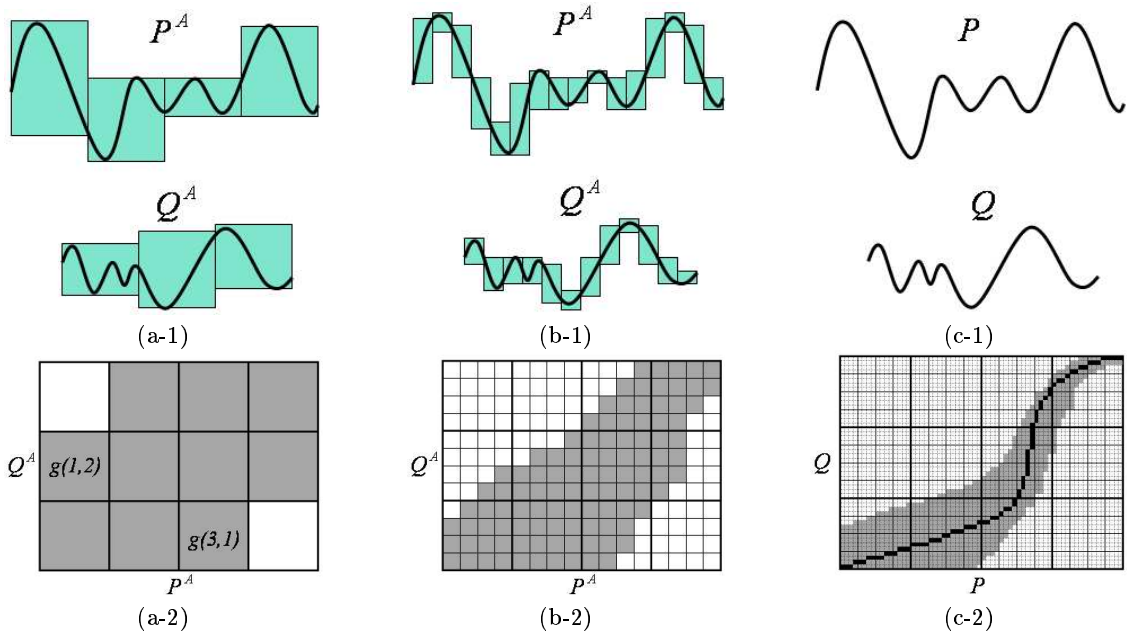 P^A
P^A
P
Q^A
Q^A
Q
(a-1)
(b-1)
(c-1)
Q^A
g(1,2)
g(3,1)
Q^A
Q
P^A
P^A
P
(a-2)
(b-2)
(c-2)